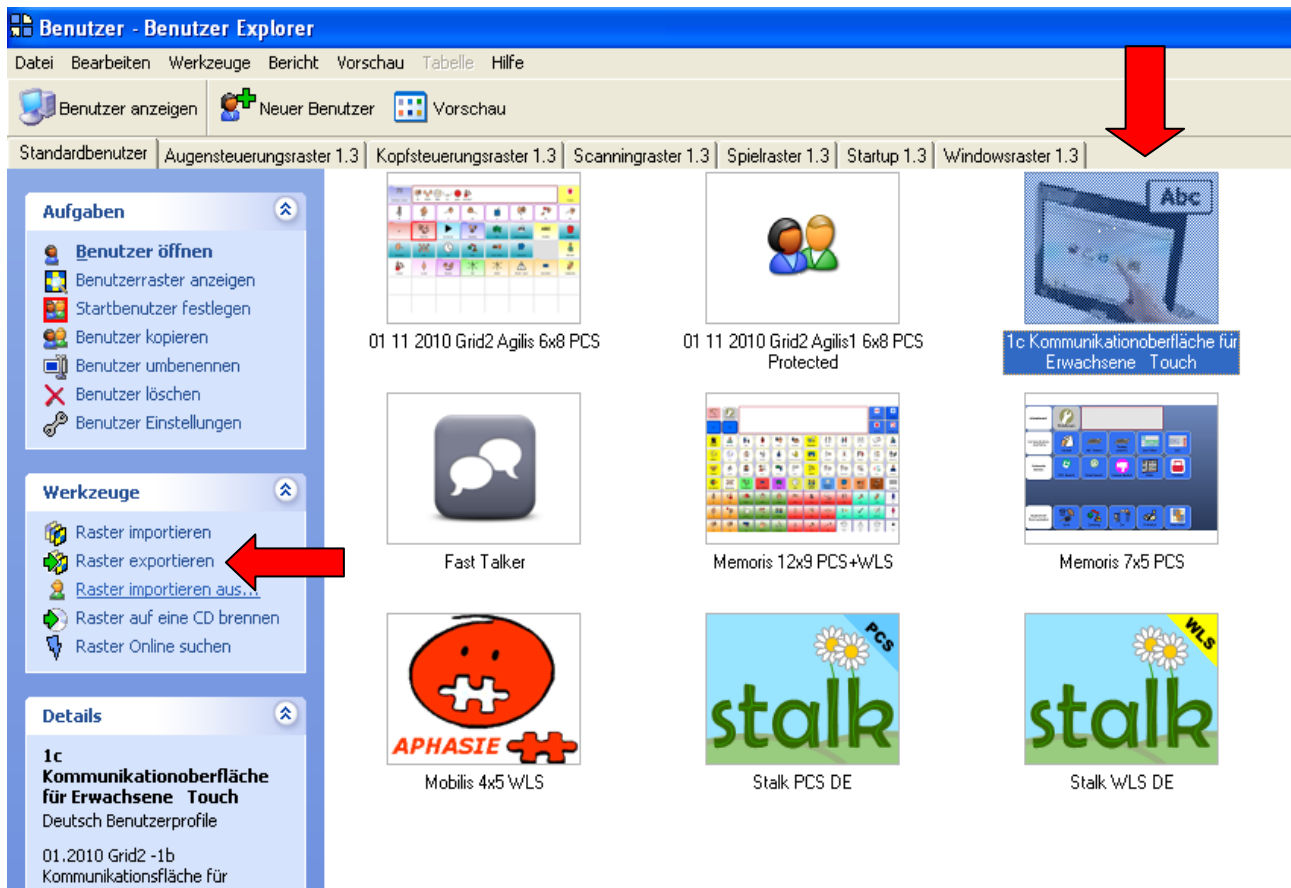 Benutzer - Benutzer Explorer
Datei Bearbeiten Werkzeuge Bericht Vorschau Tabelle Hilfe
Benutzer anzeigen Neuer Benutzer Vorschau
Standardbenutzer Augensteuerungsraster 1.3 Kopfsteuerungsraster 1.3 Scanningraster 1.3 Spielraster 1.3 Startup 1.3 Windowsraster 1.3
Aufgaben
Benutzer öffnen
Benutzerraster anzeigen
Startbenutzer festlegen
Benutzer kopieren
Benutzer umbenennen
Benutzer löschen
Benutzer Einstellungen
Werkzeuge
Raster importieren
Raster exportieren
Raster importieren aus...
Raster auf eine CD brennen
Raster Online suchen
Details
1c
Kommunikationoberfläche
für Erwachsene Touch
Deutsch Benutzerprofile
01.2010 Grid2 -1b
Kommunikationsfläche für
01 11 2010 Grid2 Agilis 6x8 PCS
01 11 2010 Grid2 Agilis1 6x8 PCS
Protected
Abc
1c Kommunikationoberfläche für
Erwachsene Touch
Fast Talker
Memoris 12x9 PCS+WLS
Memoris 7x5 PCS
APHASIE
Mobilis 4x5 WLS
PCS
stalk
Stalk PCS DE
WLS
stalk
Stalk WLS DE